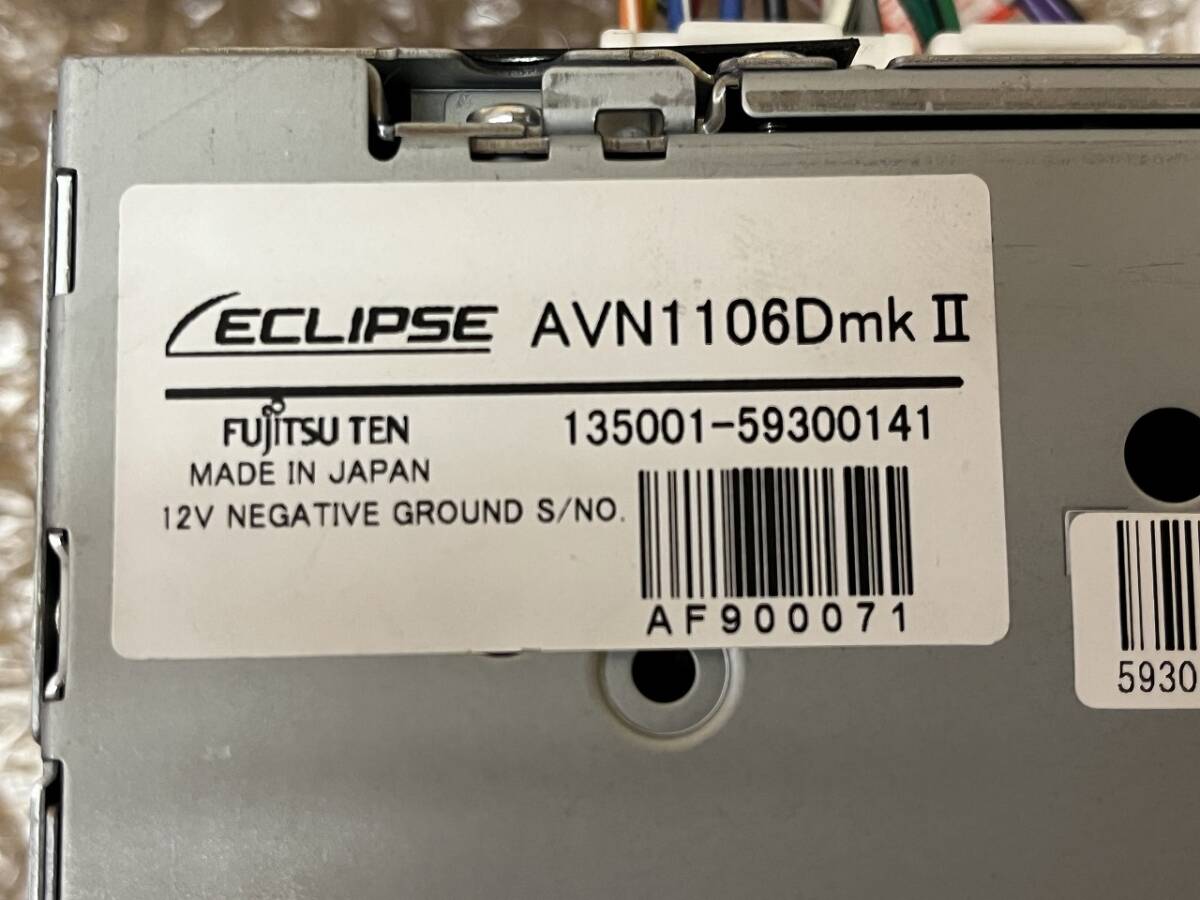 ECLIPSE AVN1106Dmk II
FUJITSU TEN 135001-59300141
MADE IN JAPAN
12V NEGATIVE GROUND S/NO.
AF900071
5930